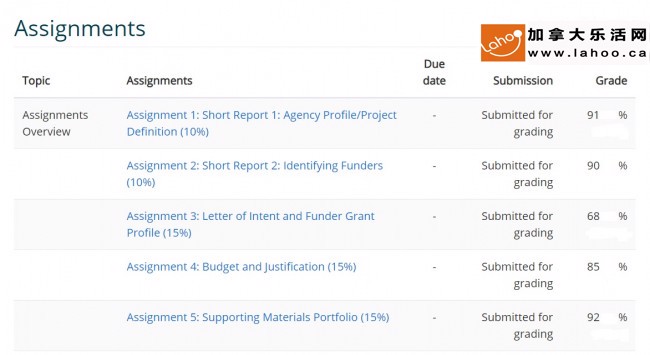 Assignments
Lahoo
加拿大乐活网
www.lahoo.ca
Topic Assignments Due date Submission Grade
Assignments Overview
Assignment 1: Short Report 1: Agency Profile/Project
Definition (10%)
-
Submitted for
grading
91 %
Assignment 2: Short Report 2: Identifying Funders
(10%)
-
Submitted for
grading
90 %
Assignment 3: Letter of Intent and Funder Grant
Profile (15%)
-
Submitted for
grading
68 %
Assignment 4: Budget and Justification (15%)
-
Submitted for
grading
85 %
Assignment 5: Supporting Materials Portfolio (15%)
-
Submitted for
grading
92 %